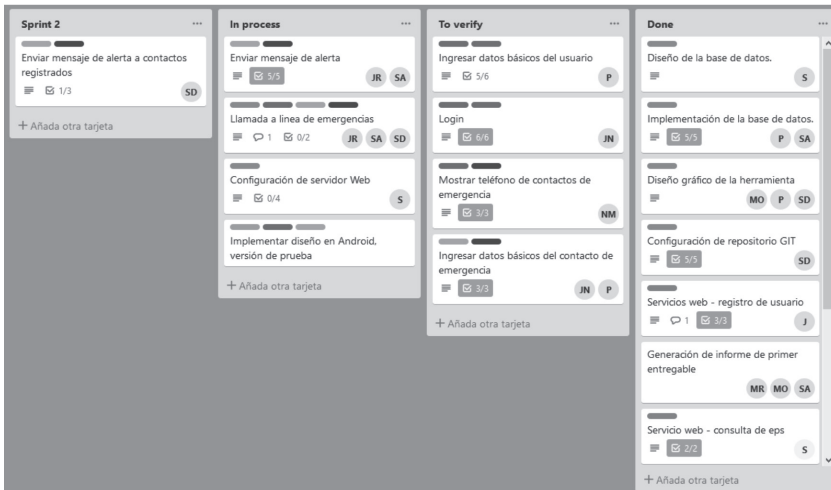 Sprint 2
...
Enviar mensaje de alerta a contactos
registrados
1/3
SD
+ Añada otra tarjeta
In process
...
Enviar mensaje de alerta
5/5
JR SA
Llamada a linea de emergencias
1 0/2
JR SA SD
Configuración de servidor Web
0/4
S
Implementar diseño en Android,
versión de prueba
+ Añada otra tarjeta
To verify
...
Ingresar datos básicos del usuario
5/6
P
Login
6/6
JN
Mostrar teléfono de contactos de
emergencia
3/3
NM
Ingresar datos básicos del contacto de
emergencia
3/3
JN P
+ Añada otra tarjeta
Done
...
Diseño de la base de datos.
S
Implementación de la base de datos.
5/5
P SA
Diseño gráfico de la herramienta
MO P SD
Configuración de repositorio GIT
5/5
SD
Servicios web - registro de usuario
1 3/3
J
Generación de informe de primer
entregable
MR MO SA
Servicio web - consulta de eps
2/2
S
+ Añada otra tarjeta